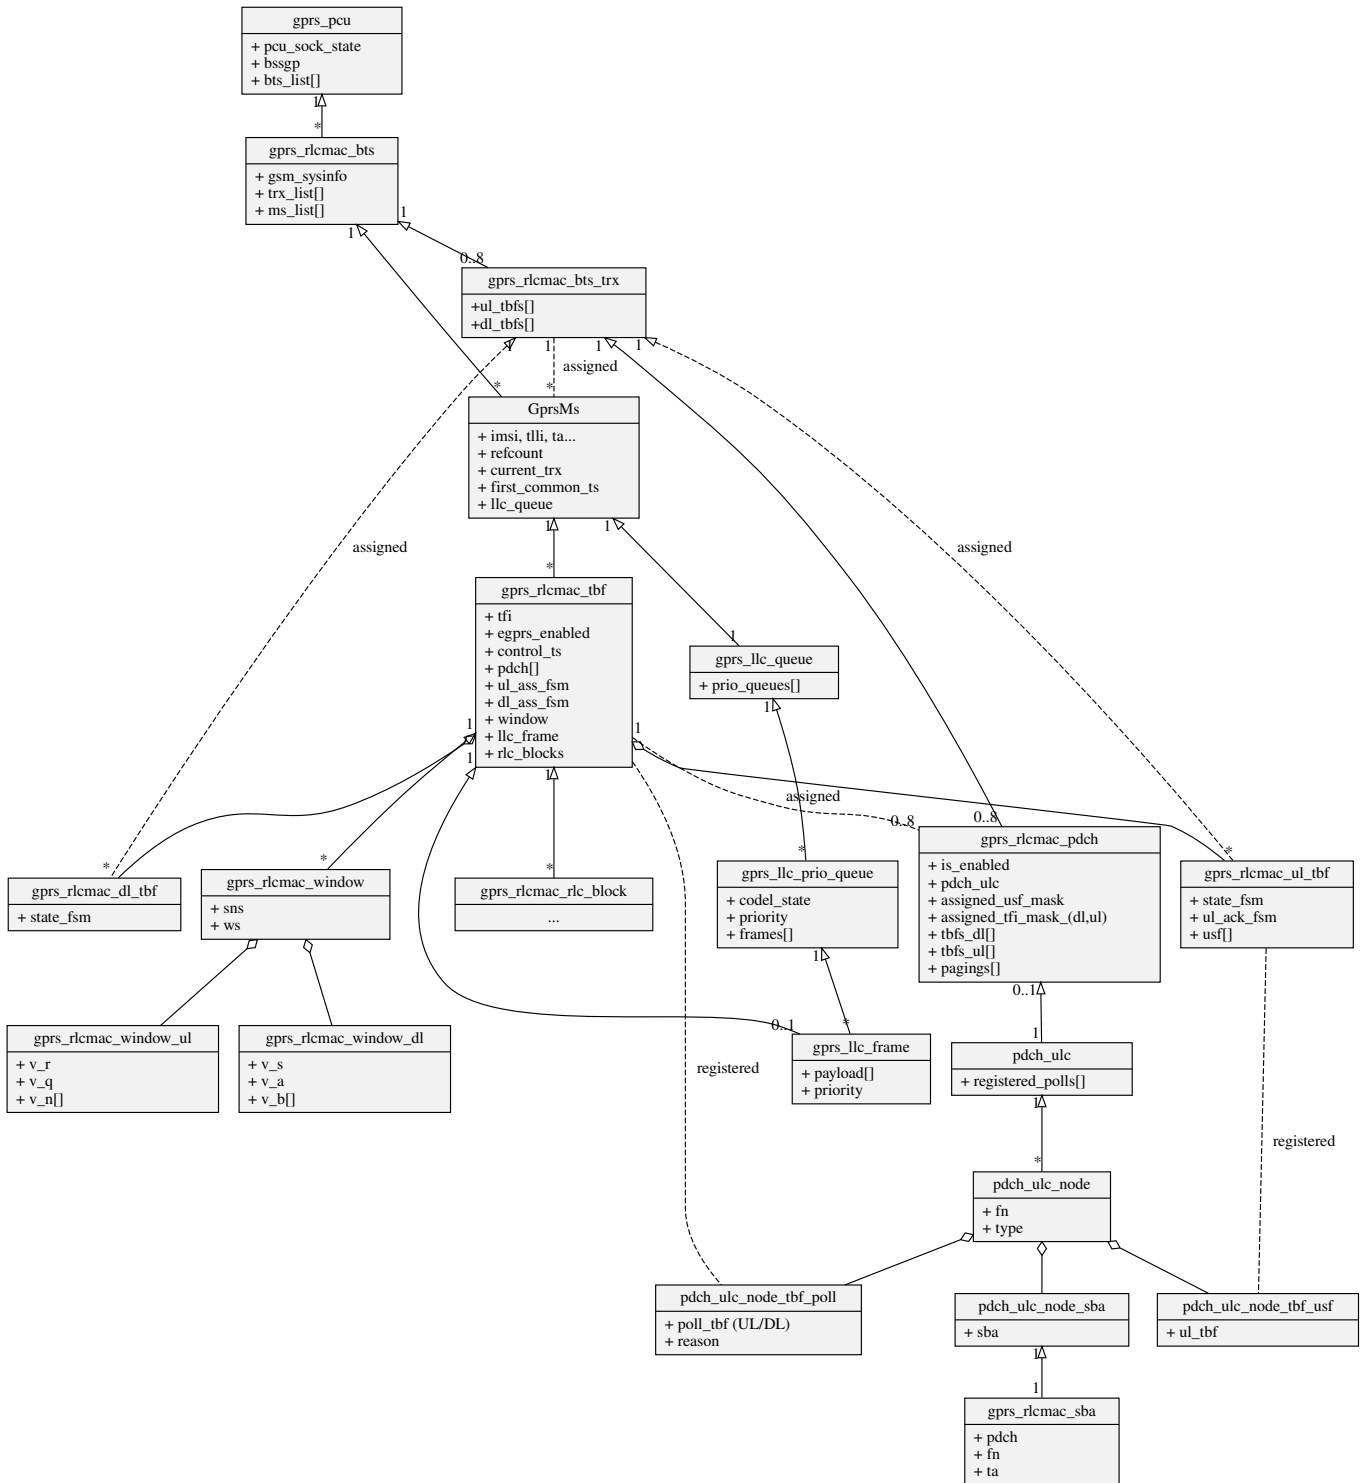 gprs_pcu
+ pcu_sock_state
+ bssgp
+ bts_list[]
1
*
gprs_rlcmac_bts
+ gsm_sysinfo
+ trx_list[]
+ ms_list[]
1
1
0..8
gprs_rlcmac_bts_trx
+ul_tbfs[]
+dl_tbfs[]
1
1
1
1
assigned
*
*
GprsMs
+ imsi, tlli, ta...
+ refcount
+ current_trx
+ first_common_ts
+ llc_queue
1
1
assigned
assigned
*
gprs_rlcmac_tbf
+ tfi
+ egprs_enabled
+ control_ts
+ pdch[]
+ ul_ass_fsm
+ dl_ass_fsm
+ window
+ llc_frame
+ rlc_blocks
1
gprs_llc_queue
+ prio_queues[]
1
1
1
1
1
assigned
0..8
0..8
*
*
*
*
*
gprs_rlcmac_dl_tbf
+ state_fsm
gprs_rlcmac_window
+ sns
+ ws
gprs_rlcmac_rlc_block
...
gprs_llc_prio_queue
+ codel_state
+ priority
+ frames[]
gprs_rlcmac_pdch
+ is_enabled
+ pdch_ulc
+ assigned_usf_mask
+ assigned_tfi_mask_(dl,ul)
+ tbfs_dl[]
+ tbfs_ul[]
+ pagings[]
gprs_rlcmac_ul_tbf
+ state_fsm
+ ul_ack_fsm
+ usf[]
1
0..1
0..1
*
1
gprs_rlcmac_window_ul
+ v_r
+ v_q
+ v_n[]
gprs_rlcmac_window_dl
+ v_s
+ v_a
+ v_b[]
gprs_llc_frame
+ payload[]
+ priority
pdch_ulc
+ registered_polls[]
registered
1
registered
*
pdch_ulc_node
+ fn
+ type
pdch_ulc_node_tbf_poll
+ poll_tbf (UL/DL)
+ reason
pdch_ulc_node_sba
+ sba
pdch_ulc_node_tbf_usf
+ ul_tbf
1
1
gprs_rlcmac_sba
+ pdch
+ fn
+ ta